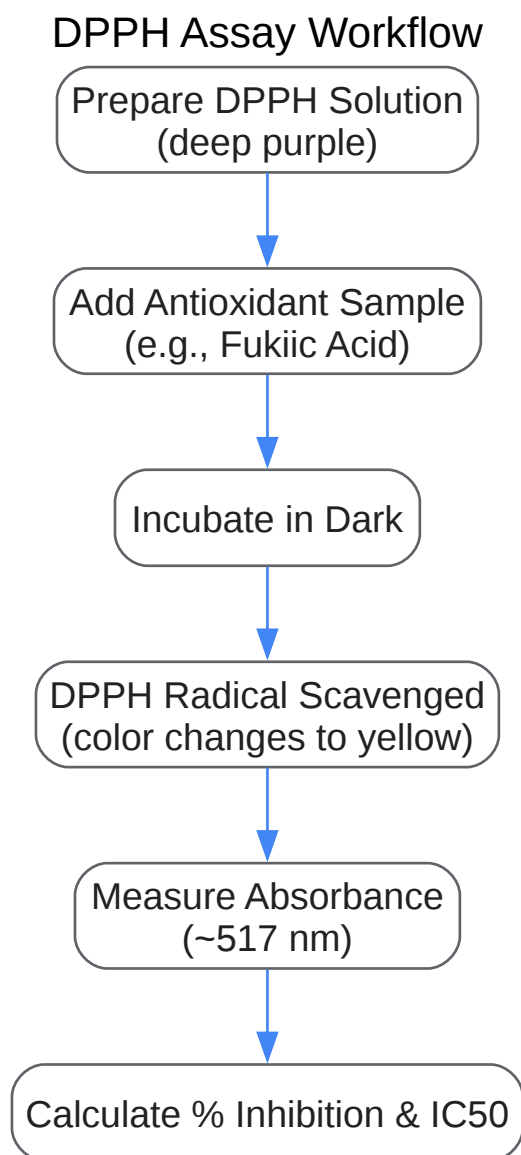 DPPH Assay Workflow
Prepare DPPH Solution
(deep purple)
Add Antioxidant Sample
(e.g., Fukiic Acid)
Incubate in Dark
DPPH Radical Scavenged
(color changes to yellow)
Measure Absorbance
(~517 nm)
Calculate % Inhibition & IC50